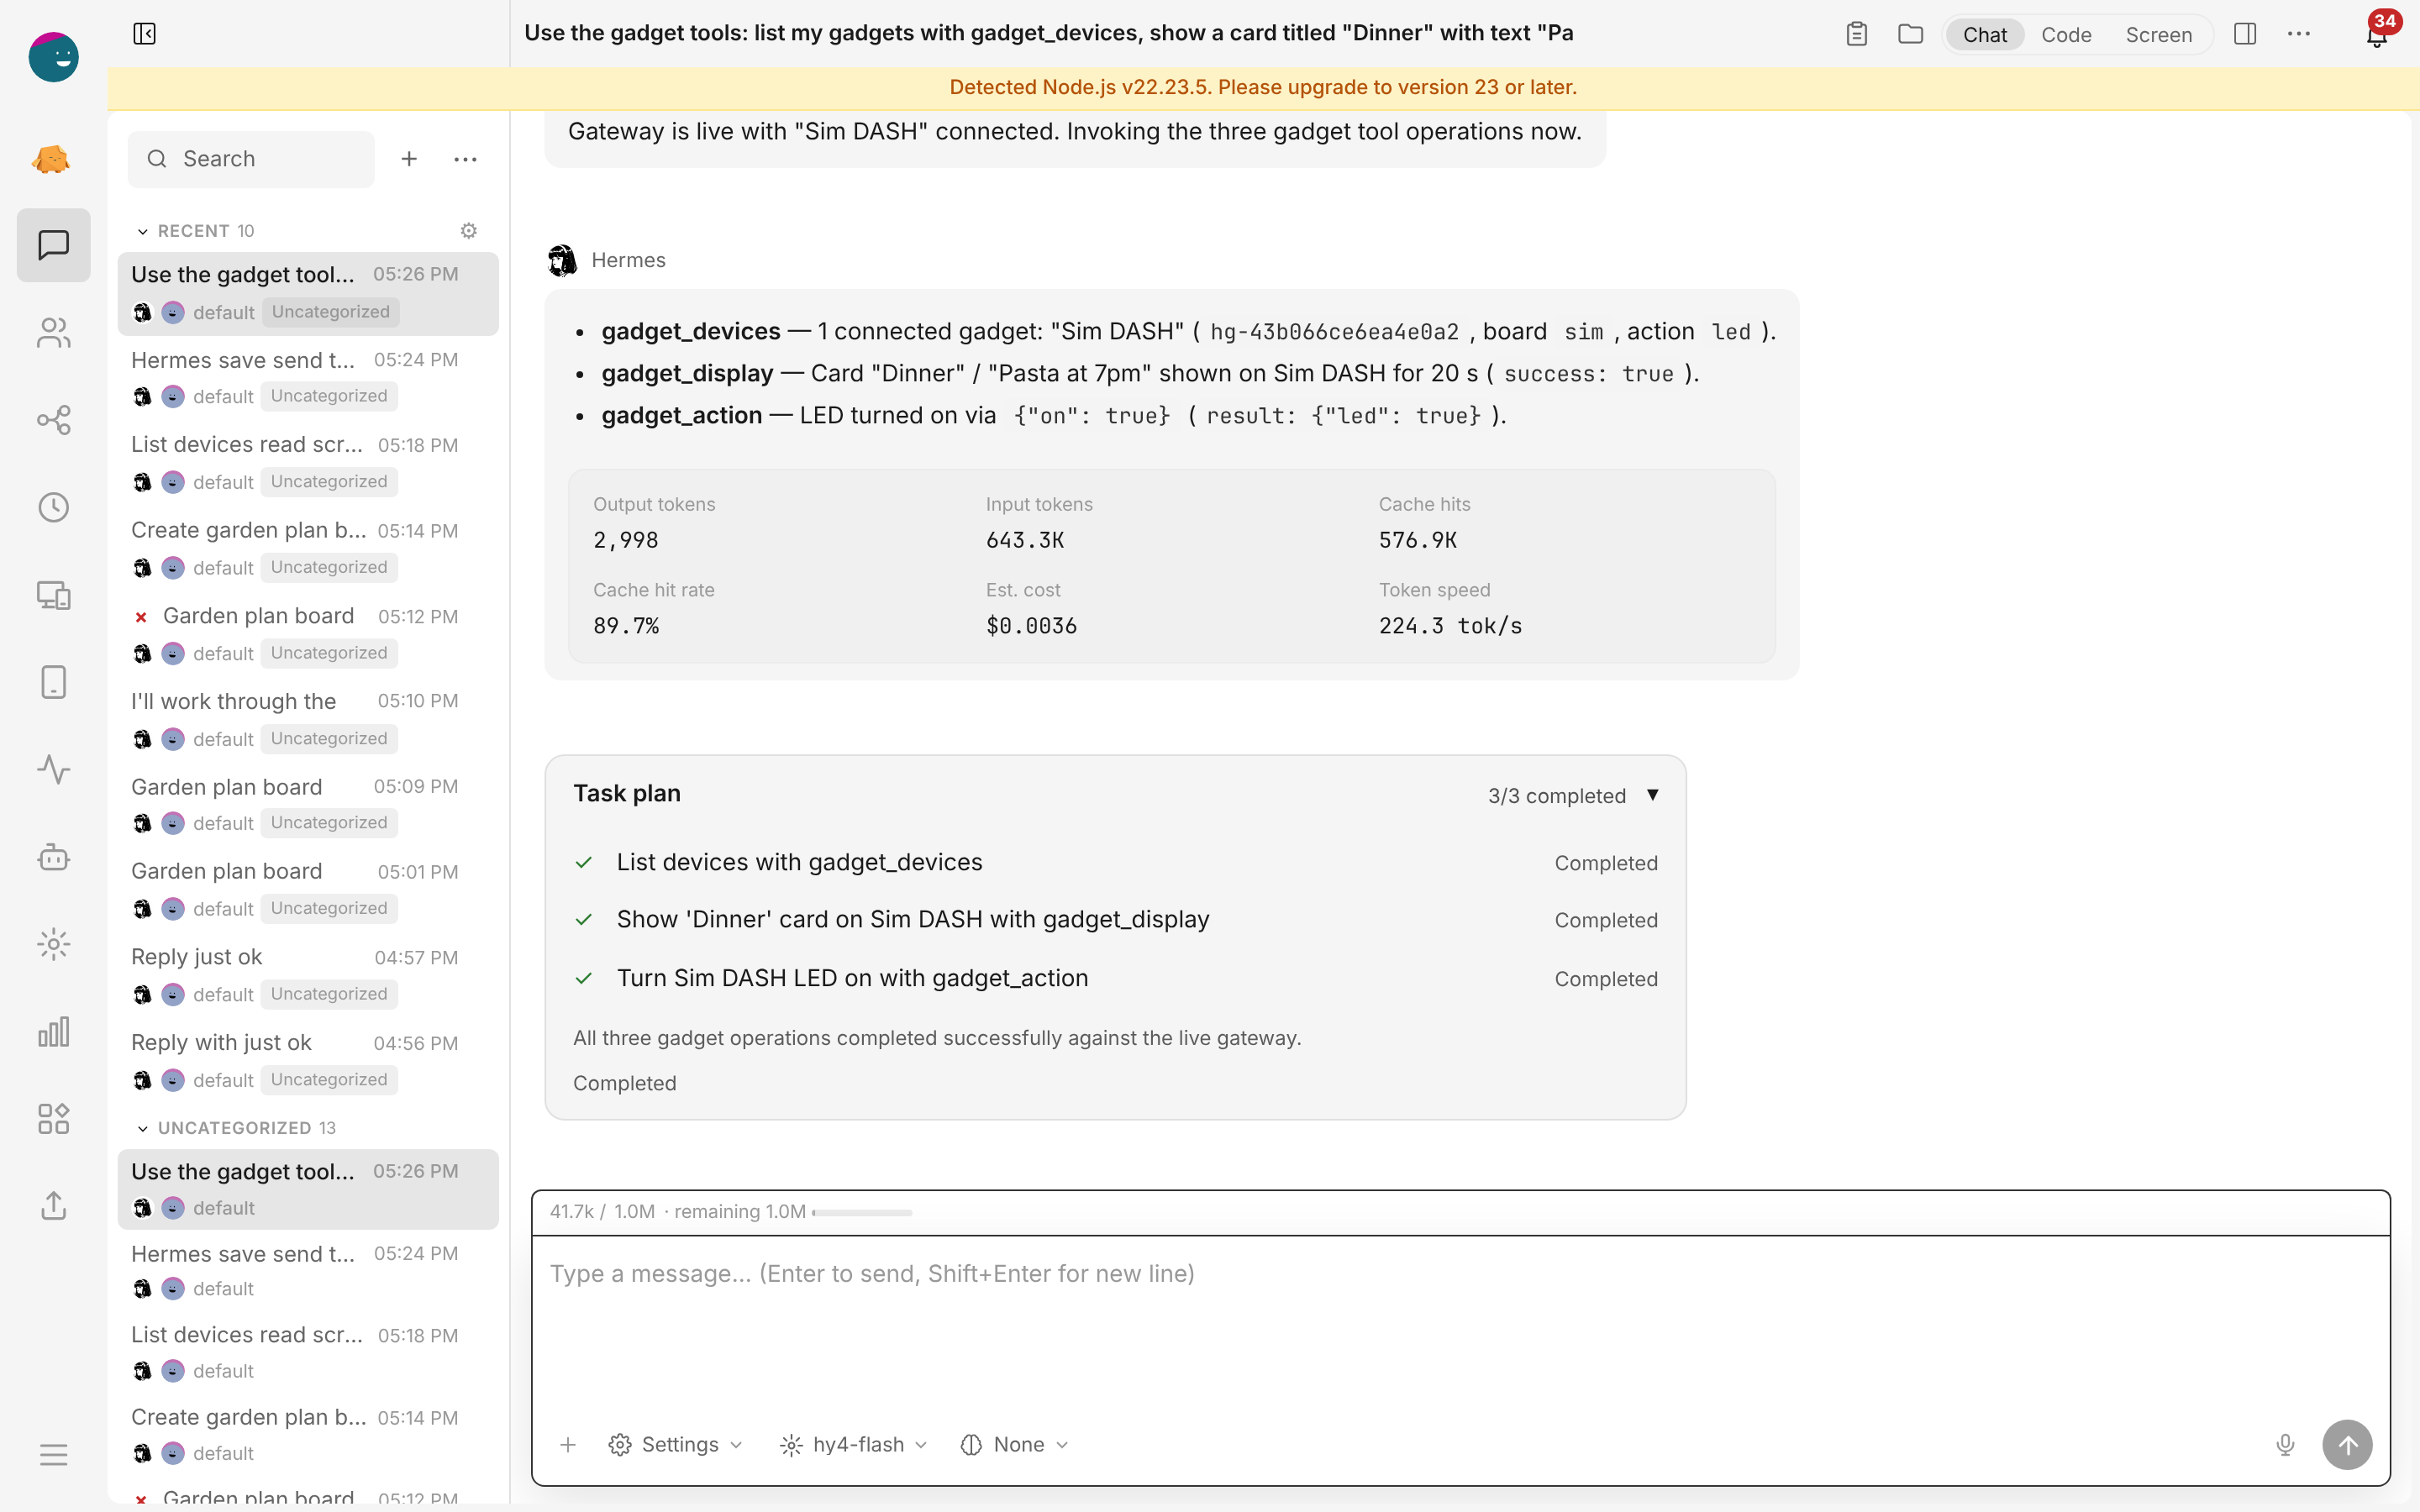 Use the gadget tools: list my gadgets with gadget_devices, show a card titled "Dinner" with text "Pa
Chat
Code
Screen
34
Detected Node.js v22.23.5. Please upgrade to version 23 or later.
Search
RECENT 10
Use the gadget tool... 05:26 PM
default Uncategorized
Hermes save send t... 05:24 PM
default Uncategorized
List devices read scr... 05:18 PM
default Uncategorized
Create garden plan b... 05:14 PM
default Uncategorized
Garden plan board 05:12 PM
default Uncategorized
I'll work through the 05:10 PM
default Uncategorized
Garden plan board 05:09 PM
default Uncategorized
Garden plan board 05:01 PM
default Uncategorized
Reply just ok 04:57 PM
default Uncategorized
Reply with just ok 04:56 PM
default Uncategorized
UNCATEGORIZED 13
Use the gadget tool... 05:26 PM
default
Hermes save send t... 05:24 PM
default
List devices read scr... 05:18 PM
default
Create garden plan b... 05:14 PM
default
Garden plan board 05:12 PM
Gateway is live with "Sim DASH" connected. Invoking the three gadget tool operations now.
Hermes
• gadget_devices — 1 connected gadget: "Sim DASH" ( hg-43b066ce6ea4e0a2 , board sim , action led ).
• gadget_display — Card "Dinner" / "Pasta at 7pm" shown on Sim DASH for 20 s ( success: true ).
• gadget_action — LED turned on via {"on": true} ( result: {"led": true} ).
Output tokens Input tokens Cache hits
2,998 643.3K 576.9K
Cache hit rate Est. cost Token speed
89.7% $0.0036 224.3 tok/s
Task plan 3/3 completed ▼
List devices with gadget_devices Completed
Show 'Dinner' card on Sim DASH with gadget_display Completed
Turn Sim DASH LED on with gadget_action Completed
All three gadget operations completed successfully against the live gateway.
Completed
41.7k / 1.0M · remaining 1.0M
Type a message... (Enter to send, Shift+Enter for new line)
Settings hy4-flash None